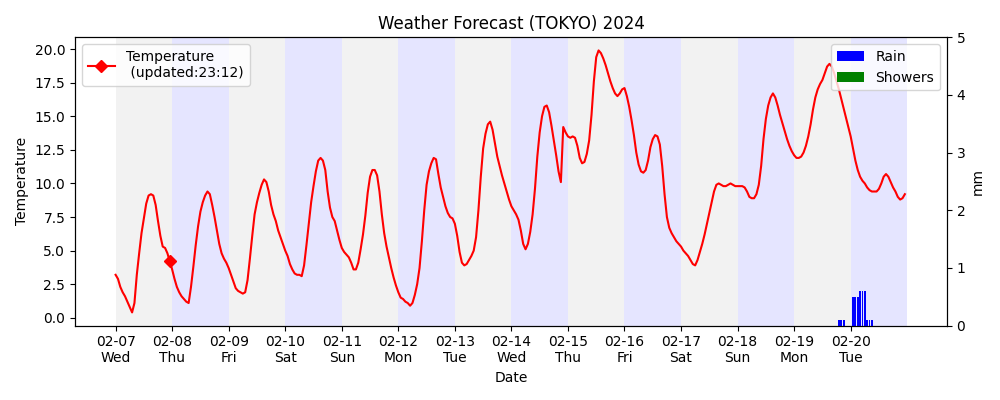 Weather Forecast (TOKYO) 2024
Temperature
(updated:23:12)
Rain
Showers
Temperature
20.0
17.5
15.0
12.5
10.0
7.5
5.0
2.5
0.0
5
4
3
2
1
0
mm
02-07 02-08 02-09 02-10 02-11 02-12 02-13 02-14 02-15 02-16 02-17 02-18 02-19 02-20
Wed Thu Fri Sat Sun Mon Tue Wed Thu Fri Sat Sun Mon Tue
Date